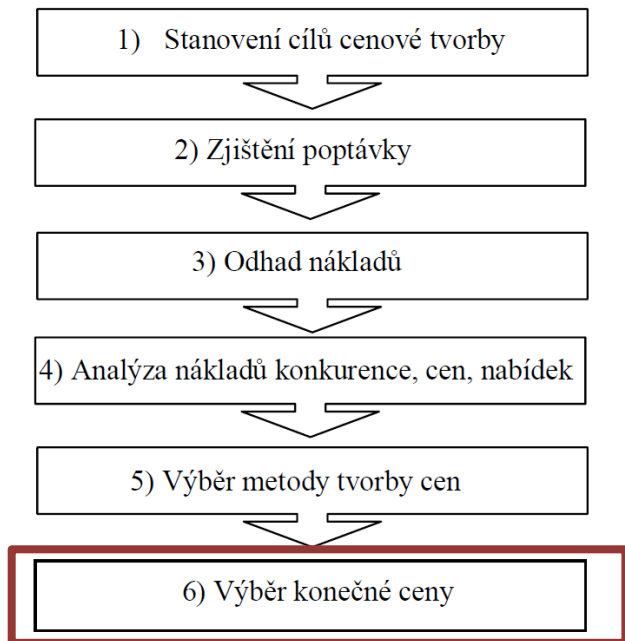 1) Stanovení cílů cenové tvorby
2) Zjištění poptávky
3) Odhad nákladů
4) Analýza nákladů konkurence, cen, nabídek
5) Výběr metody tvorby cen
6) Výběr konečné ceny